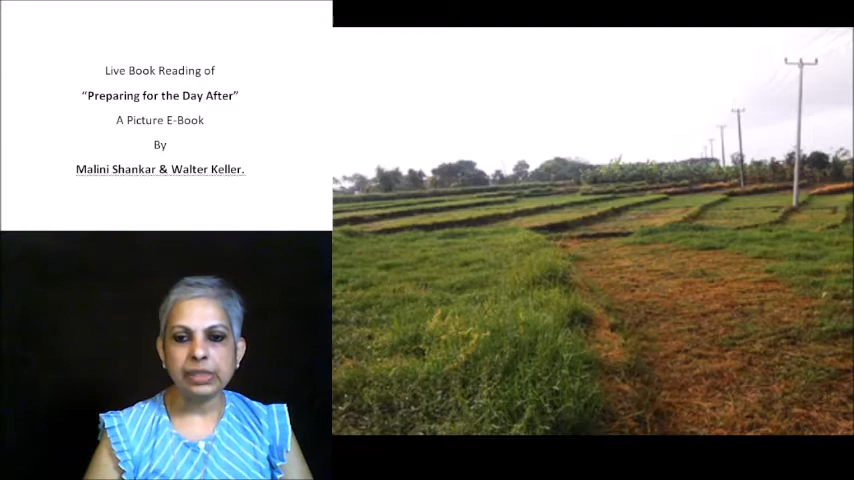 Live Book Reading of
“Preparing for the Day After”
A Picture E-Book
By
Malini Shankar & Walter Keller.